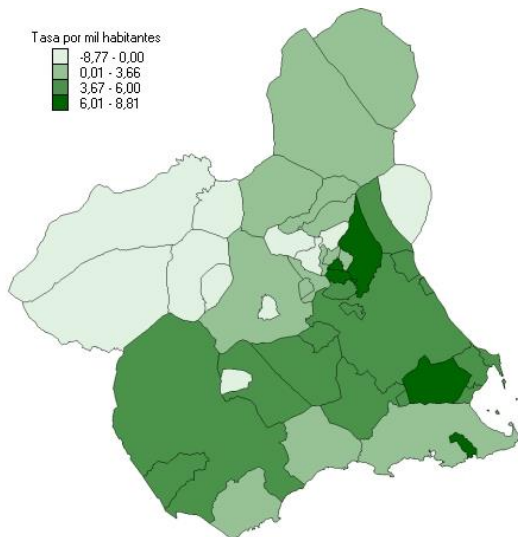 Tasa por mil habitantes
-8,77 - 0,00
0,01 - 3,66
3,67 - 6,00
6,01 - 8,81